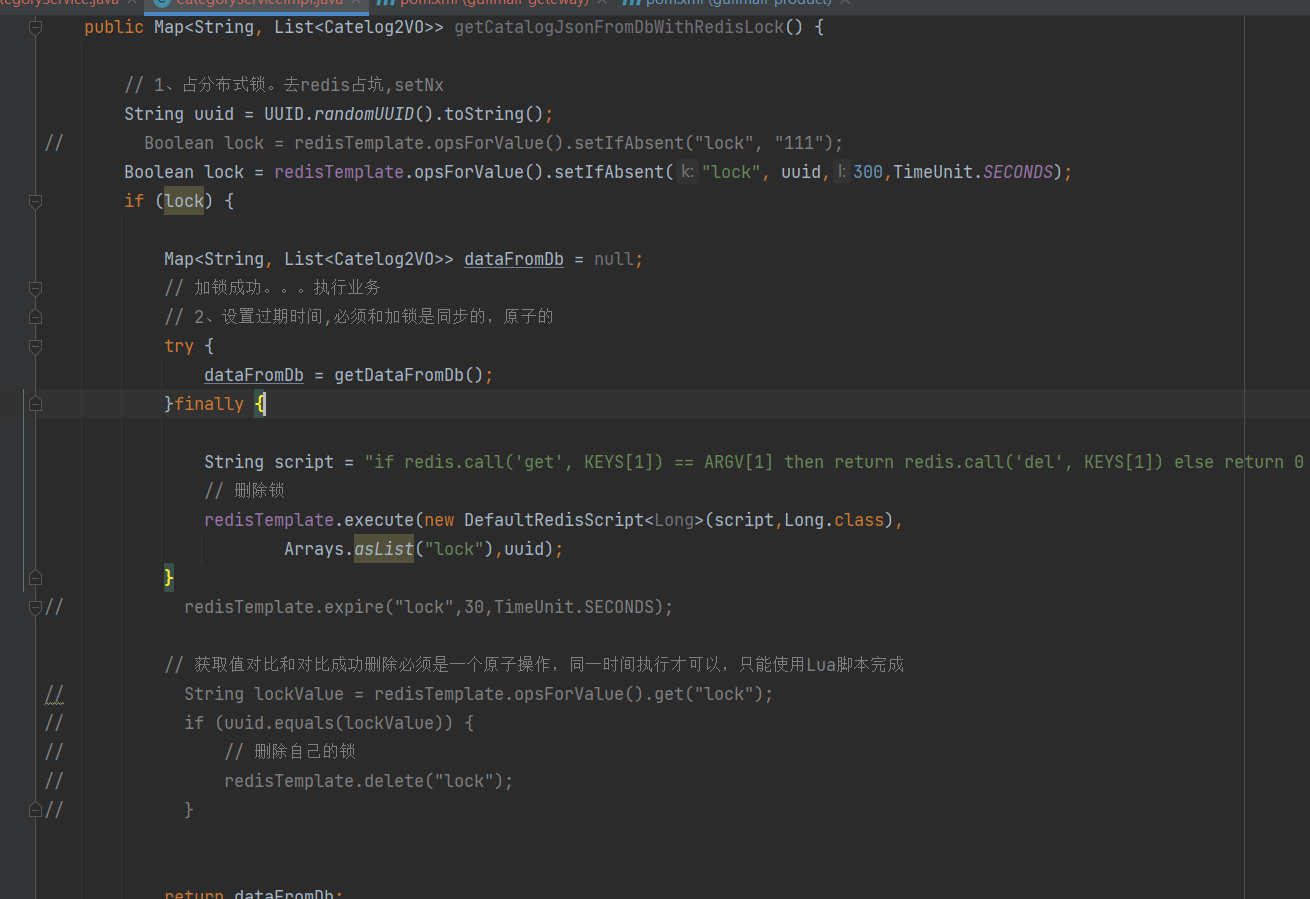 CategoryServiceImpl.java pom.xml (gulimall-geteway) pom.xml (gulimall-product)
public Map<String, List<Catelog2VO>> getCatalogJsonFromDbWithRedisLock() {
// 1、占分布式锁。去redis占坑,setNx
String uuid = UUID.randomUUID().toString();
// Boolean lock = redisTemplate.opsForValue().setIfAbsent("lock", "111");
Boolean lock = redisTemplate.opsForValue().setIfAbsent( k: "lock", uuid, l: 300,TimeUnit.SECONDS);
if (lock) {
Map<String, List<Catelog2VO>> dataFromDb = null;
// 加锁成功。。。执行业务
// 2、设置过期时间,必须和加锁是同步的，原子的
try {
dataFromDb = getDataFromDb();
}finally {
String script = "if redis.call('get', KEYS[1]) == ARGV[1] then return redis.call('del', KEYS[1]) else return 0
// 删除锁
redisTemplate.execute(new DefaultRedisScript<Long>(script,Long.class),
Arrays.asList("lock"),uuid);
}
// redisTemplate.expire("lock",30,TimeUnit.SECONDS);
// 获取值对比和对比成功删除必须是一个原子操作，同一时间执行才可以，只能使用Lua脚本完成
// String lockValue = redisTemplate.opsForValue().get("lock");
// if (uuid.equals(lockValue)) {
// // 删除自己的锁
// redisTemplate.delete("lock");
// }
return dataFromDb;